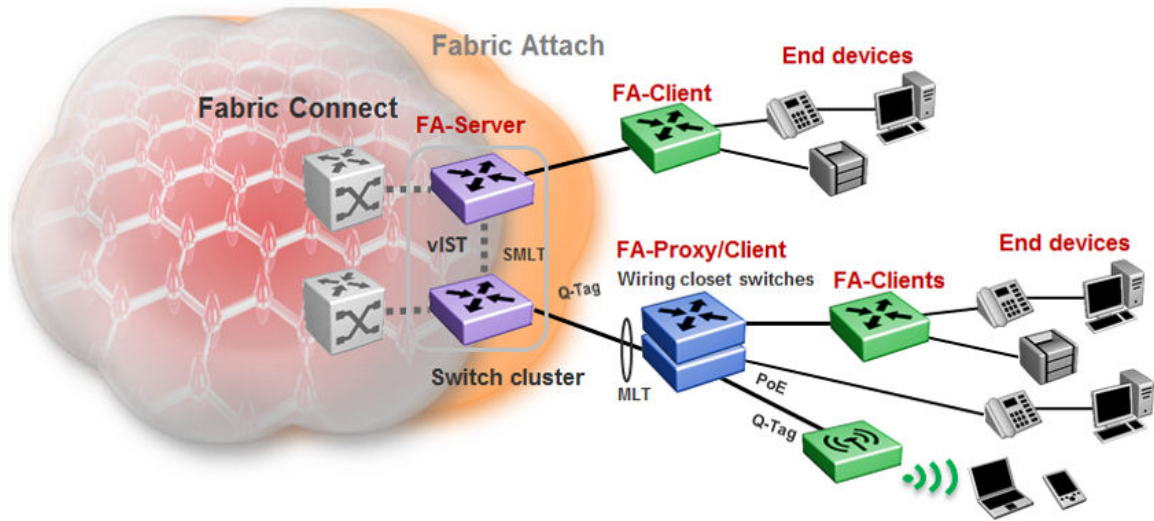 Fabric Attach
End devices
Fabric Connect
FA-Client
FA-Server
vIST
SMLT
FA-Proxy/Client
End devices
Wiring closet switches
FA-Clients
Q-Tag
Switch cluster
MLT
PoE
Q-Tag